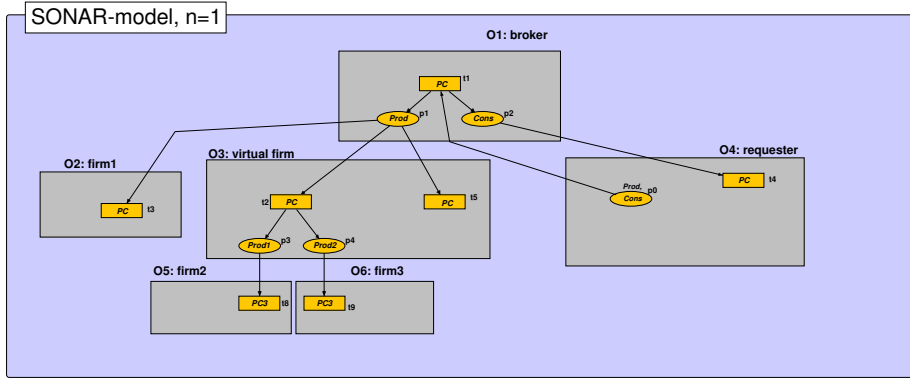 SONAR-model, n=1
O1: broker
PC
t1
Prod
p1
Cons
p2
O2: firm1
PC
t3
O3: virtual firm
t2
PC
PC
t5
Prod1
p3
Prod2
p4
O4: requester
PC
t4
Prod,
Cons
p0
O5: firm2
PC3
t8
O6: firm3
PC3
t9